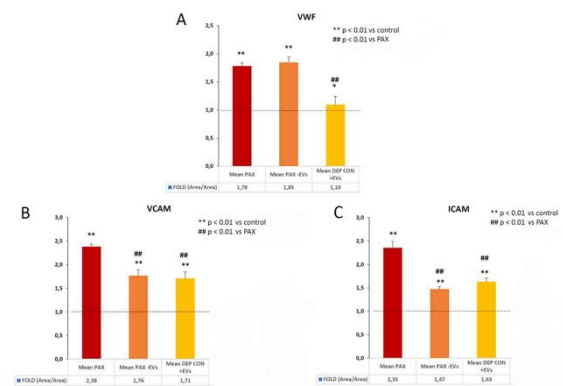 A
VWF
** p < 0.01 vs control
## p < 0.01 vs PAX
2,5
2,0
1,5
1,0
0,5
0,0
**
**
##
*
Mean PAX
Mean PAX -EVs
Mean DEP CON +EVs
FOLD (Area/Area)
1,78
1,85
1,10
B
VCAM
** p < 0.01 vs control
## p < 0.01 vs PAX
3,0
2,5
2,0
1,5
1,0
0,5
0,0
**
##
**
##
**
Mean PAX
Mean PAX -EVs
Mean DEP CON +EVs
FOLD (Area/Area)
2,38
1,76
1,71
C
ICAM
** p < 0.01 vs control
## p < 0.01 vs PAX
3,0
2,5
2,0
1,5
1,0
0,5
0,0
**
##
**
##
**
Mean PAX
Mean PAX -EVs
Mean DEP CON +EVs
FOLD (Area/Area)
2,35
1,47
1,63